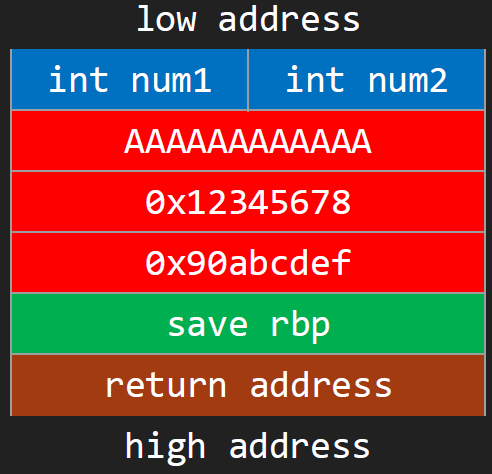 low address
int num1 int num2
AAAAAAAAAAAA
0x12345678
0x90abcdef
save rbp
return address
high address